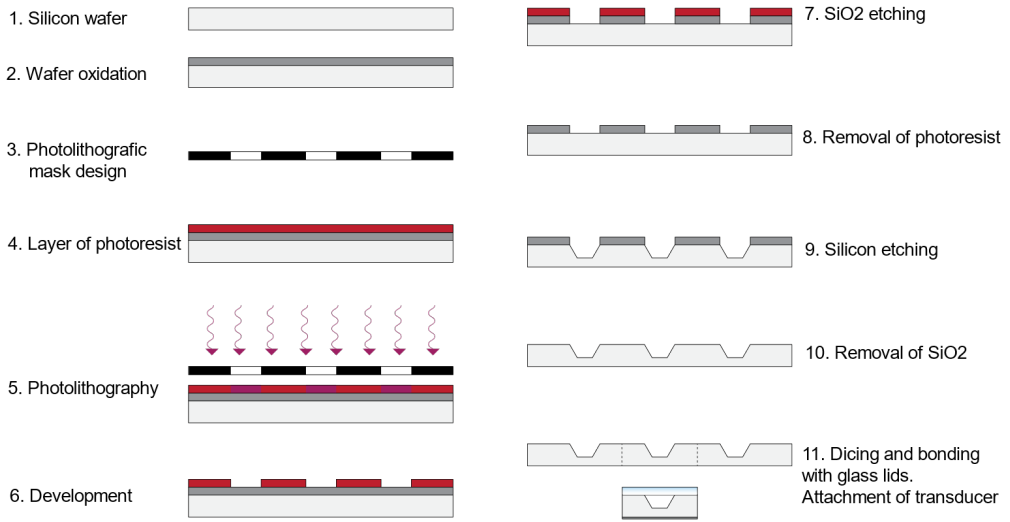 1. Silicon wafer
2. Wafer oxidation
3. Photolithografic
mask design
4. Layer of photoresist
5. Photolithography
6. Development
7. SiO2 etching
8. Removal of photoresist
9. Silicon etching
10. Removal of SiO2
11. Dicing and bonding
with glass lids.
Attachment of transducer